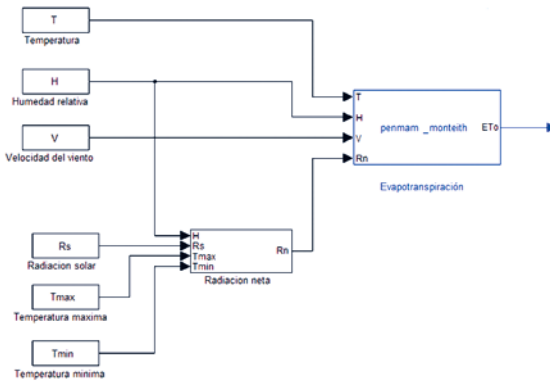 T
Temperatura
H
Humedad relativa
V
Velocidad del viento
T
H
V
Rn
penmam _monteith
ETo
Evapotranspiración
Rs
Radiacion solar
Tmax
Temperatura maxima
Tmin
Temperatura minima
H
Rs
Tmax
Tmin
Rn
Radiacion neta